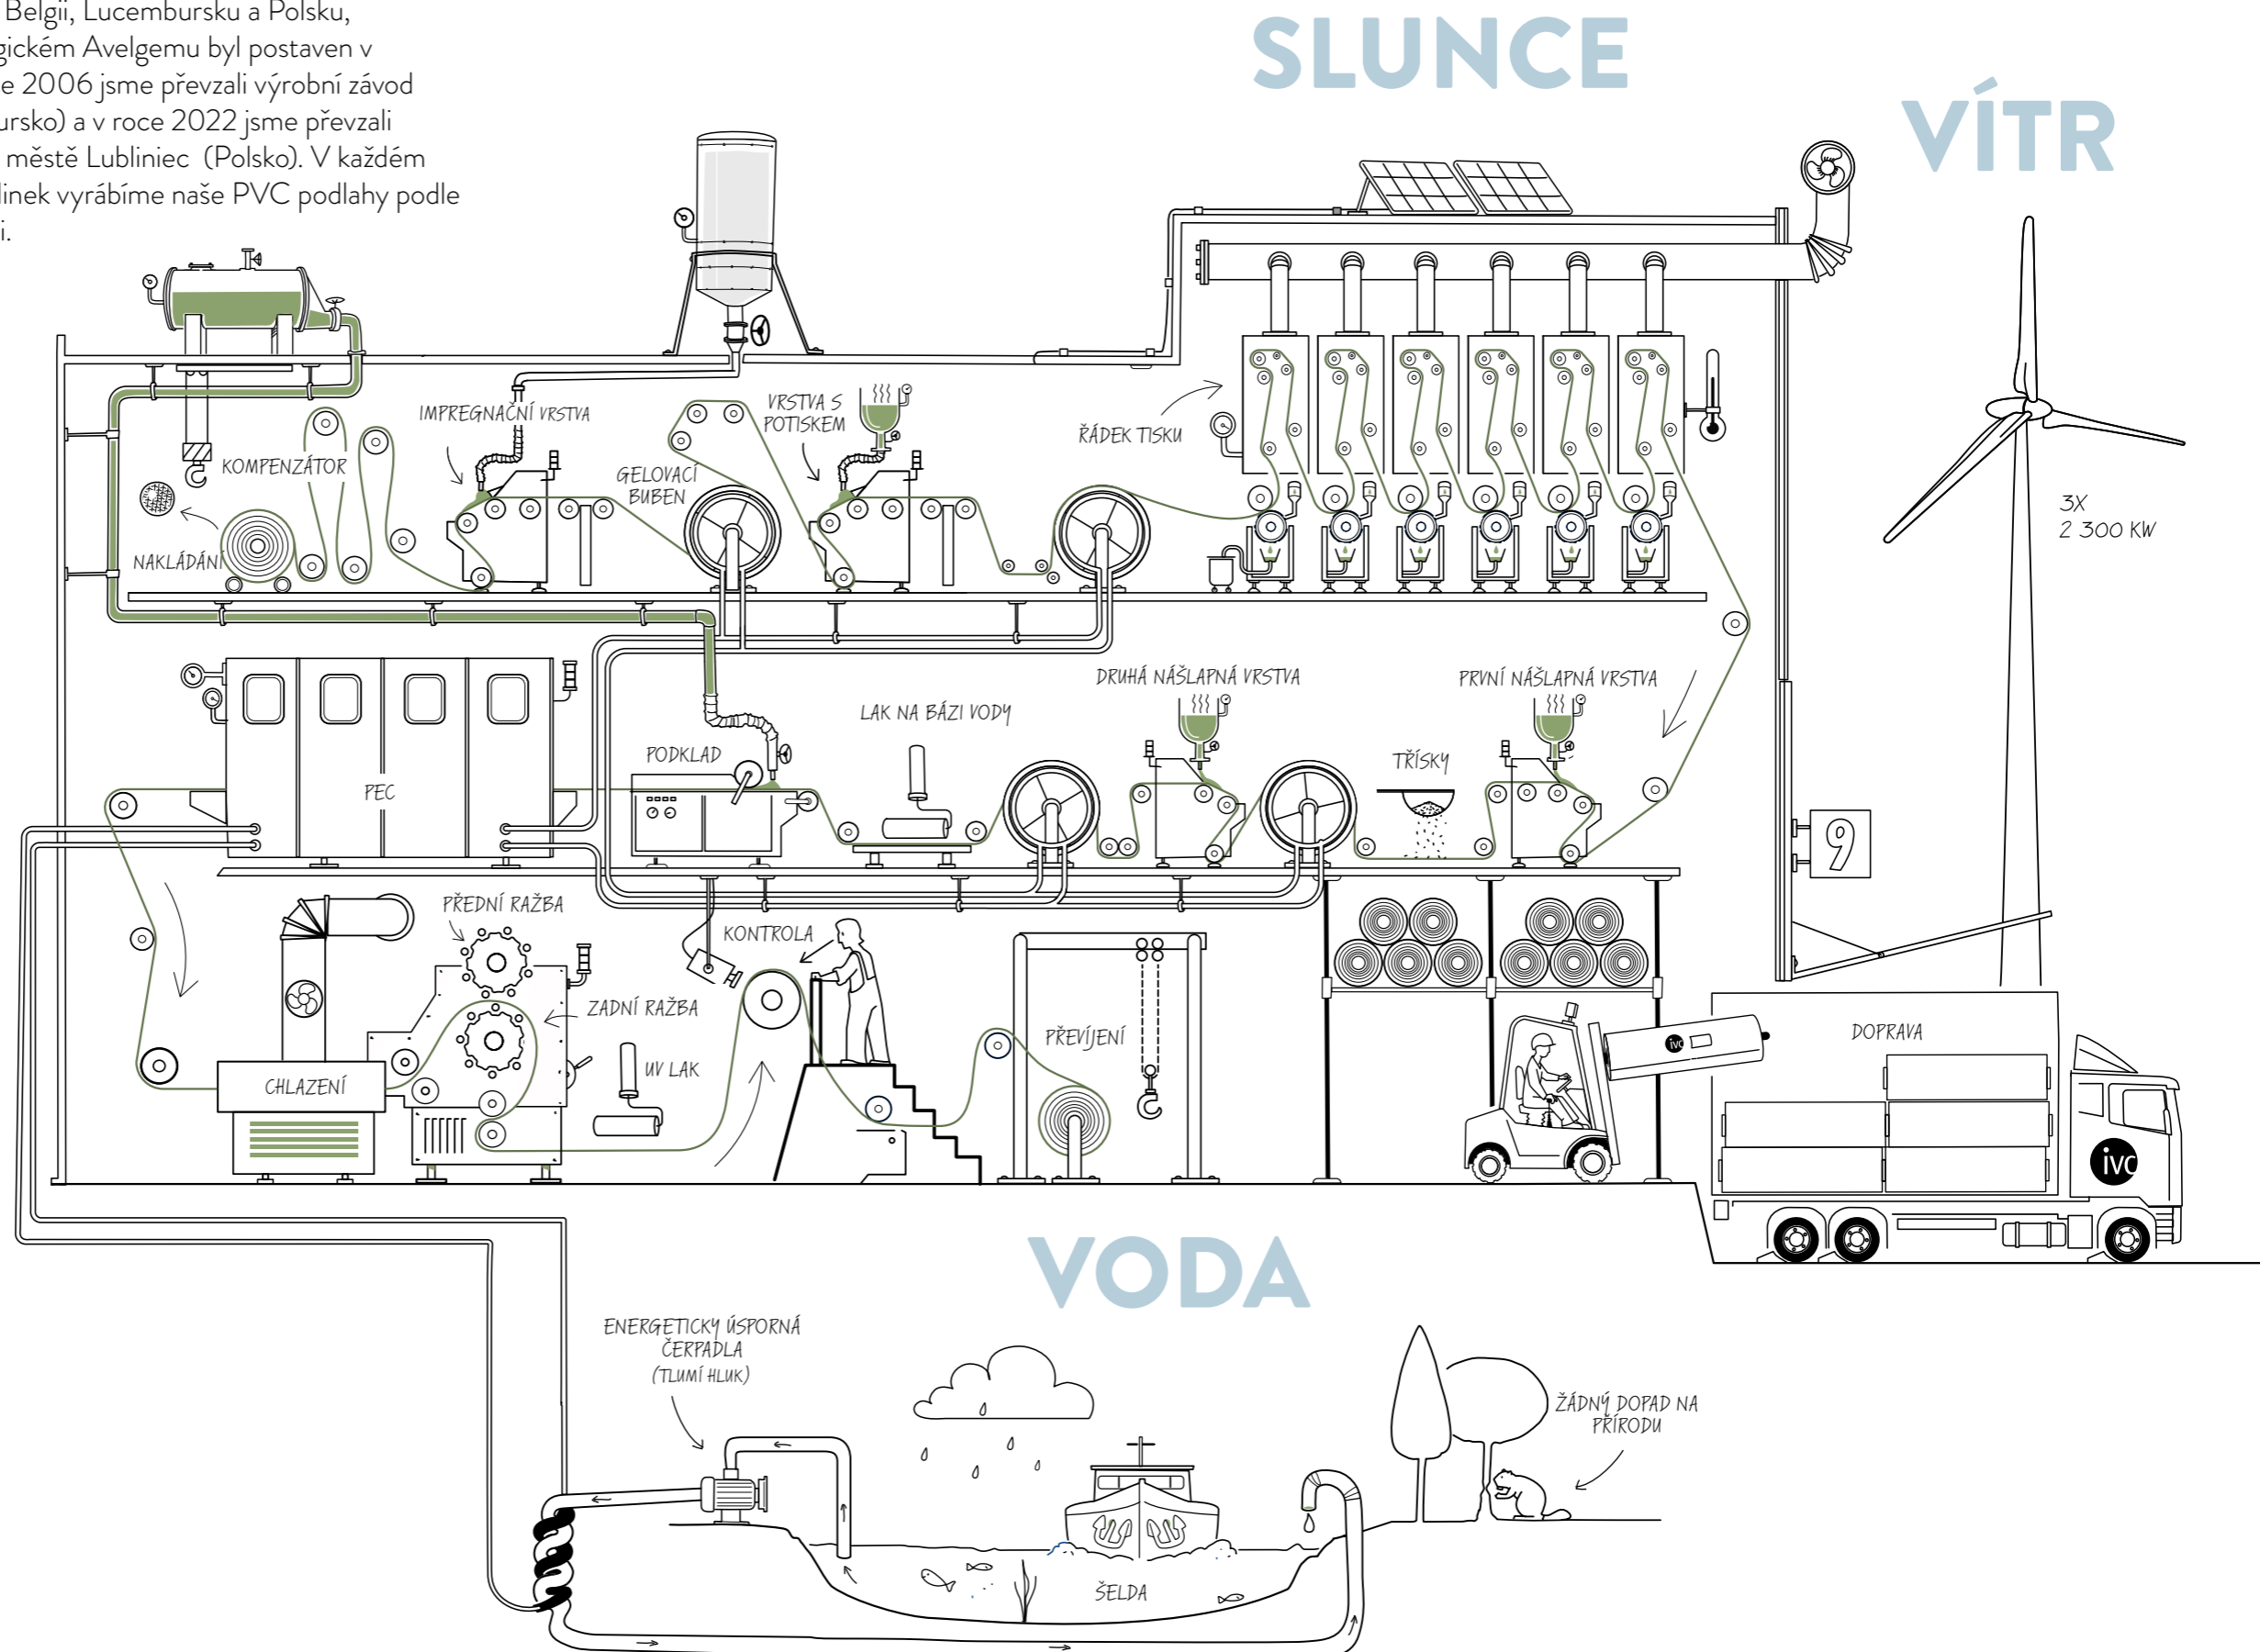 Belgii, Lucembursku a Polsku,
gickém Avelgemu byl postaven v
e 2006 jsme převzali výrobní závod
ursko) a v roce 2022 jsme převzali
městě Lubliniec (Polsko). V každém
linek vyrábíme naše PVC podlahy podle
i.
SLUNCE
VÍTR
IMPREGNAČNÍ VRSTVA
VRSTVA S
POTISKEM
ŘÁDEK TISKU
KOMPENZÁTOR
GELOVACÍ
BUBEN
NAKLÁDÁNÍ
3X
2 300 KW
DRUHÁ NÁŠLAPNÁ VRSTVA
PRVNÍ NÁŠLAPNÁ VRSTVA
LAK NA BÁZI VODY
PODKLAD
TŘÍSKY
PEC
9
PŘEDNÍ RAŽBA
KONTROLA
ZADNÍ RAŽBA
PŘEVÍJENÍ
DOPRAVA
ivc
UV LAK
CHLAZENÍ
ivc
VODA
ENERGETICKY ÚSPORNÁ
ČERPADLA
(TLUMÍ HLUK)
ŽÁDNÝ DOPAD NA
PŘÍRODU
ŠELDA